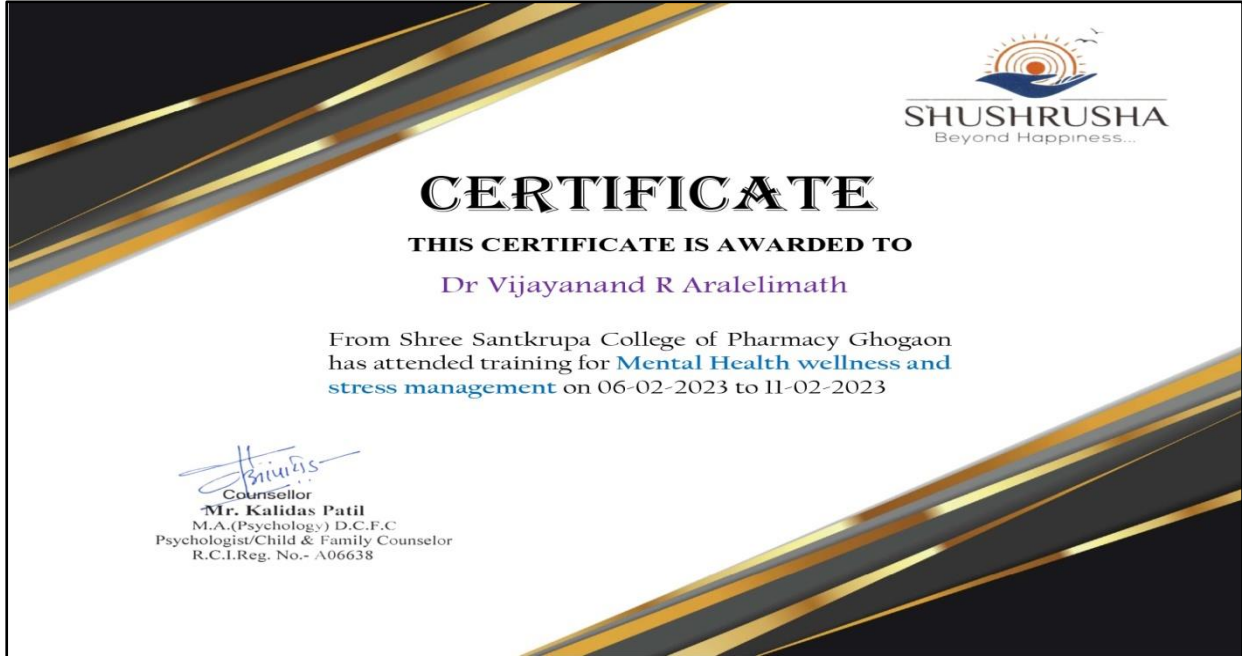 SHUSHRUSHA
Beyond Happiness...
CERTIFICATE
THIS CERTIFICATE IS AWARDED TO
Dr Vijayanand R Aralelimath
From Shree Santkrupa College of Pharmacy Ghogaon
has attended training for Mental Health wellness and
stress management on 06-02-2023 to 11-02-2023
Counsellor
Mr. Kalidas Patil
M.A.(Psychology) D.C.F.C
Psychologist/Child & Family Counselor
R.C.I.Reg. No.- A06638